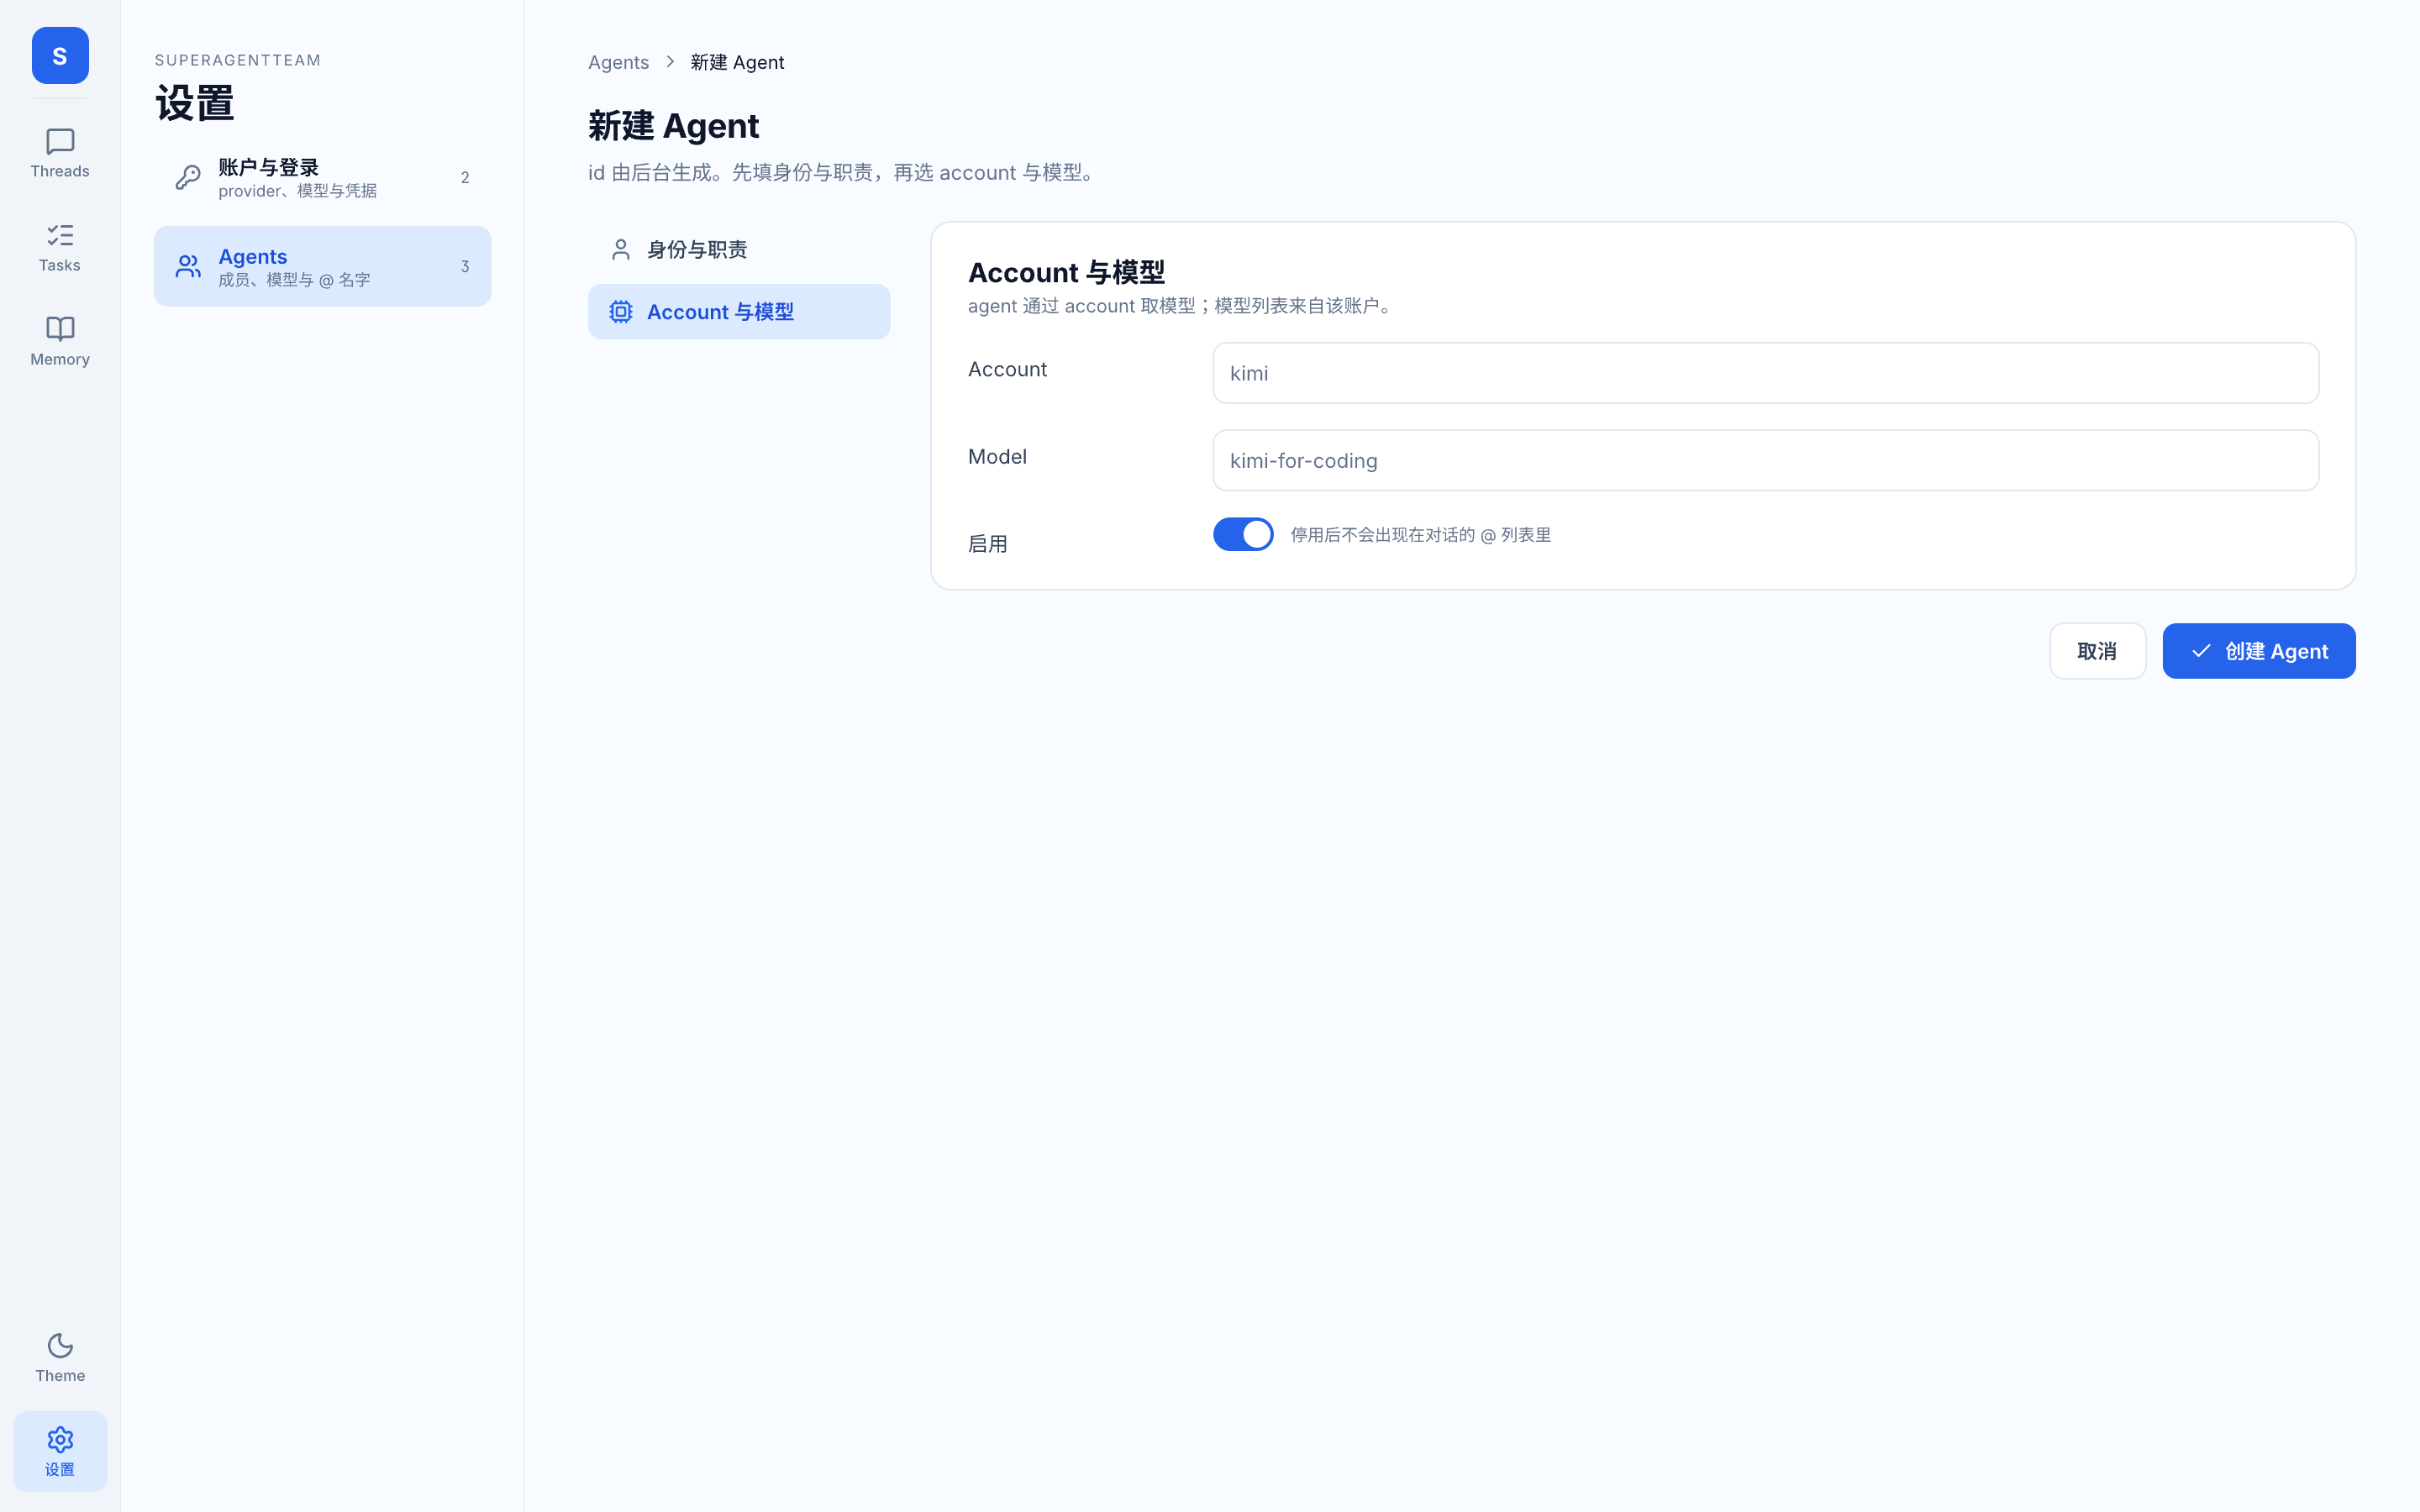 S
Threads
Tasks
Memory
Theme
设置
SUPERAGENTTEAM
设置
账户与登录
provider、模型与凭据
2
Agents
成员、模型与 @ 名字
3
Agents > 新建 Agent
新建 Agent
id 由后台生成。先填身份与职责，再选 account 与模型。
身份与职责
Account 与模型
Account 与模型
agent 通过 account 取模型；模型列表来自该账户。
Account
kimi
Model
kimi-for-coding
启用
停用后不会出现在对话的 @ 列表里
取消
创建 Agent